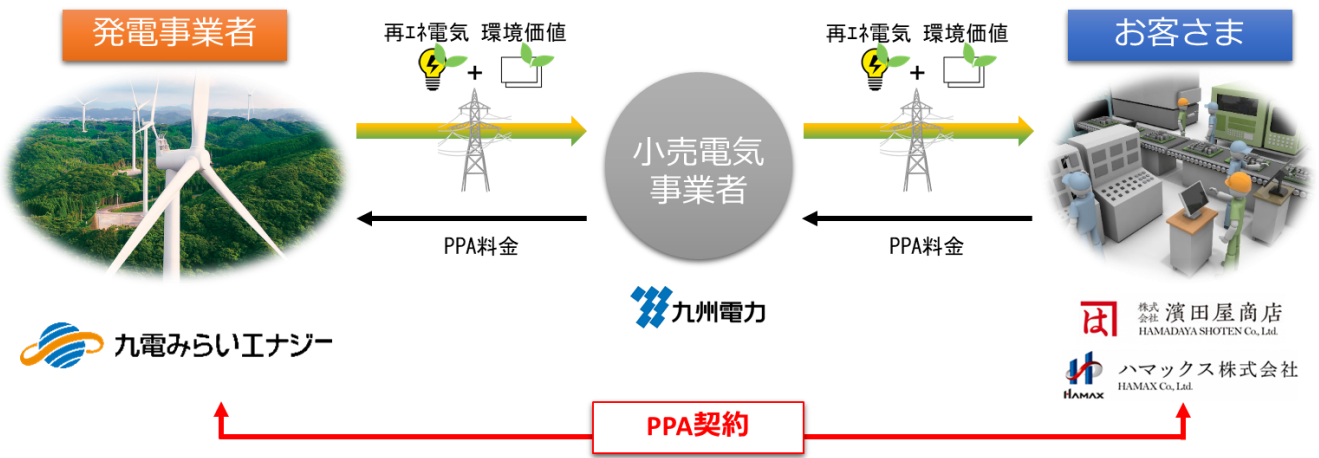 発電事業者
再エネ電気 環境価値
+
再エネ電気 環境価値
+
お客さま
小売電気
事業者
PPA料金
PPA料金
九電みらいエナジー
九州電力
は
株式
会社 濱田屋商店
HAMADAYA SHOTEN Co., Ltd.
HAMAX
ハマックス株式会社
HAMAX Co., Ltd.
PPA契約